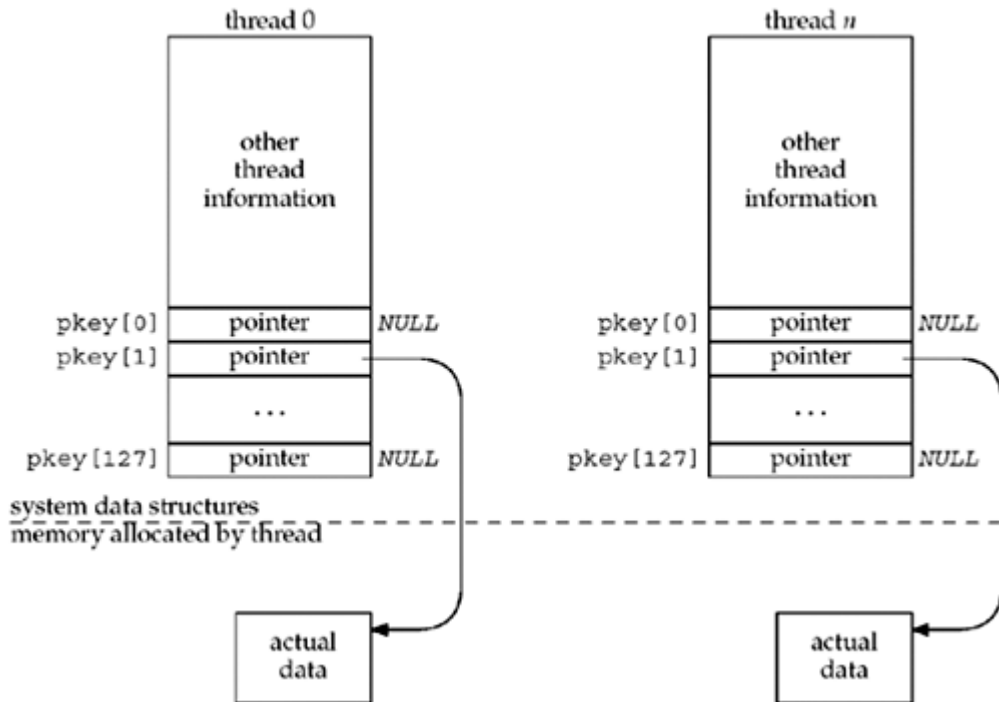 thread 0
thread n
other
thread
information
other
thread
information
pkey[0] pointer NULL
pkey[0] pointer NULL
pkey[1] pointer
pkey[1] pointer
...
...
pkey[127] pointer NULL
pkey[127] pointer NULL
system data structures
memory allocated by thread
actual
data
actual
data